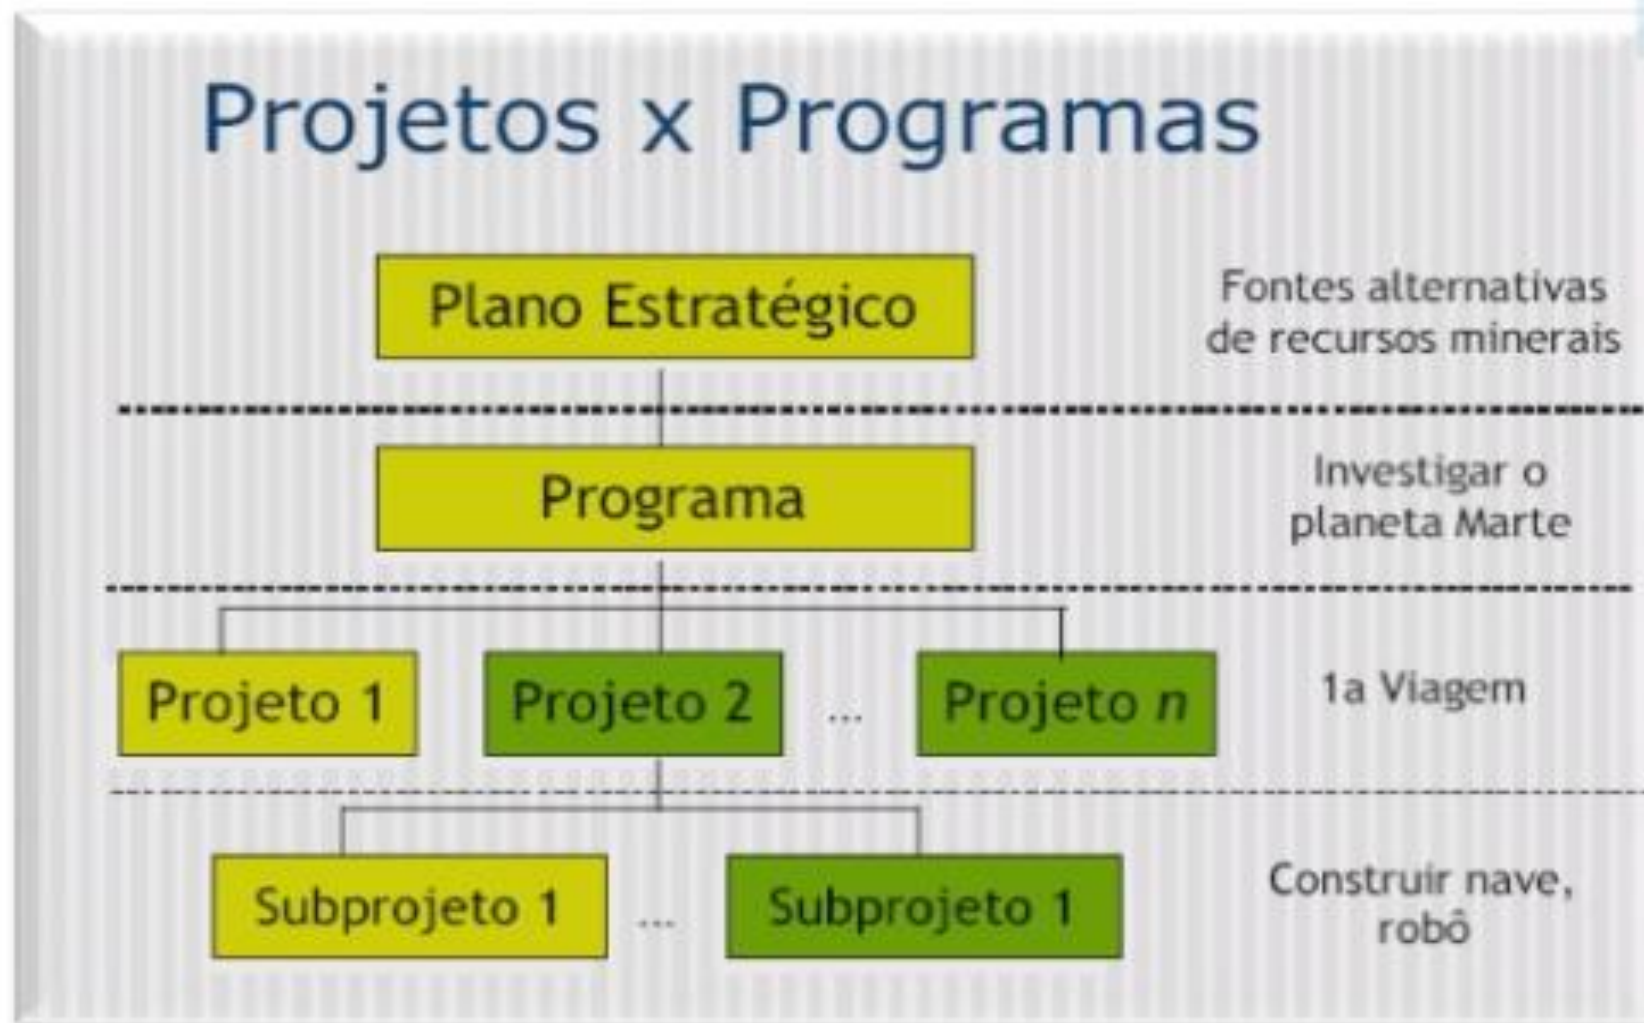 Projetos x Programas
Plano Estratégico
Fontes alternativas
de recursos minerais
Programa
Investigar o
planeta Marte
Projeto 1
Projeto 2
...
Projeto n
1a Viagem
Subprojeto 1
...
Subprojeto 1
Construir nave,
robô